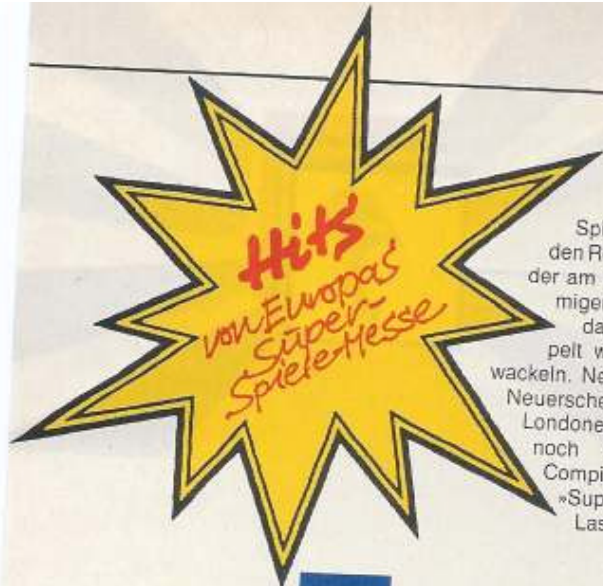 Hits
von Europas
Super-
Spiele-Messe
Spi
den R
der am
miger
da
pelt w
wackeln. Ne
Neuersche
Londone
noch
Compi
»Sup
Las